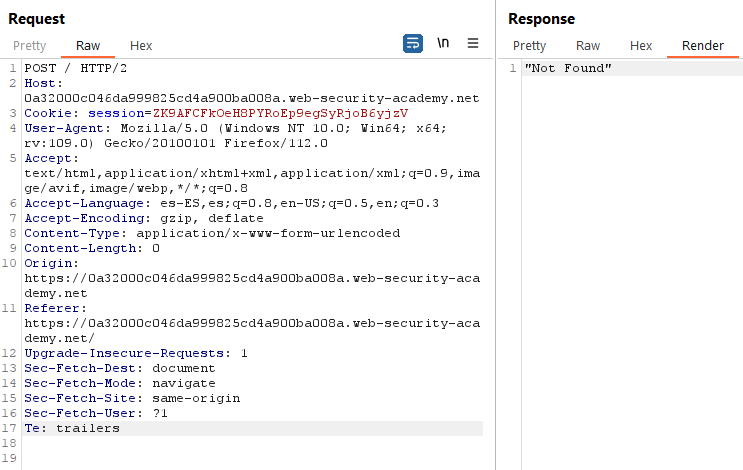 Request
Pretty Raw Hex \n
1 POST / HTTP/2
2 Host:
0a32000c046da999825cd4a900ba008a.web-security-academy.net
3 Cookie: session=ZK9AFCFkOeH8PYRoEp9egSyRjoB6yjzV
4 User-Agent: Mozilla/5.0 (Windows NT 10.0; Win64; x64;
rv:109.0) Gecko/20100101 Firefox/112.0
5 Accept:
text/html,application/xhtml+xml,application/xml;q=0.9,ima
ge/avif,image/webp,*/*;q=0.8
6 Accept-Language: es-ES,es;q=0.8,en-US;q=0.5,en;q=0.3
7 Accept-Encoding: gzip, deflate
8 Content-Type: application/x-www-form-urlencoded
9 Content-Length: 0
10 Origin:
https://0a32000c046da999825cd4a900ba008a.web-security-aca
demy.net
11 Referer:
https://0a32000c046da999825cd4a900ba008a.web-security-aca
demy.net/
12 Upgrade-Insecure-Requests: 1
13 Sec-Fetch-Dest: document
14 Sec-Fetch-Mode: navigate
15 Sec-Fetch-Site: same-origin
16 Sec-Fetch-User: ?1
17 Te: trailers
18
19
Response
Pretty Raw Hex Render
1 "Not Found"